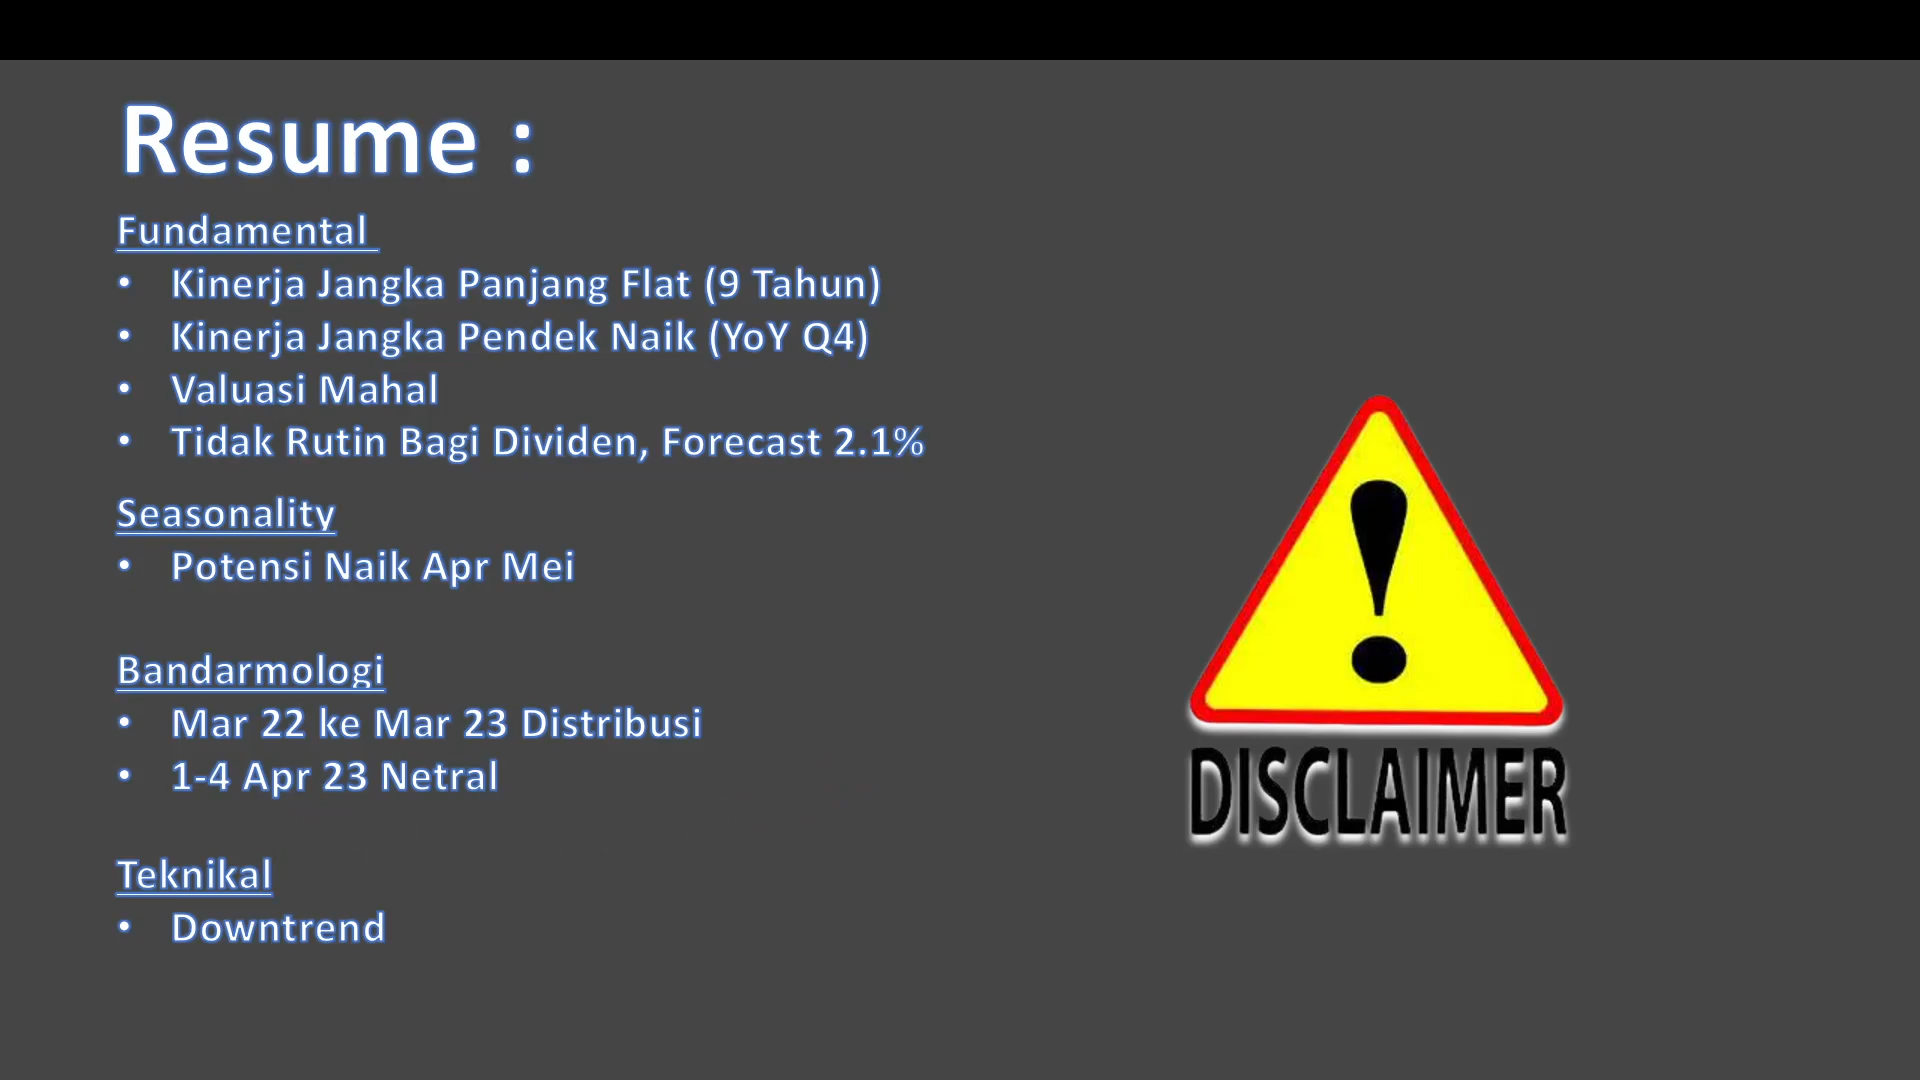 Resume :
Fundamental
• Kinerja Jangka Panjang Flat (9 Tahun)
• Kinerja Jangka Pendek Naik (YoY Q4)
• Valuasi Mahal
• Tidak Rutin Bagi Dividen, Forecast 2.1%
Seasonality
• Potensi Naik Apr Mei
Bandarmologi
• Mar 22 ke Mar 23 Distribusi
• 1-4 Apr 23 Netral
Teknikal
• Downtrend
!
DISCLAIMER